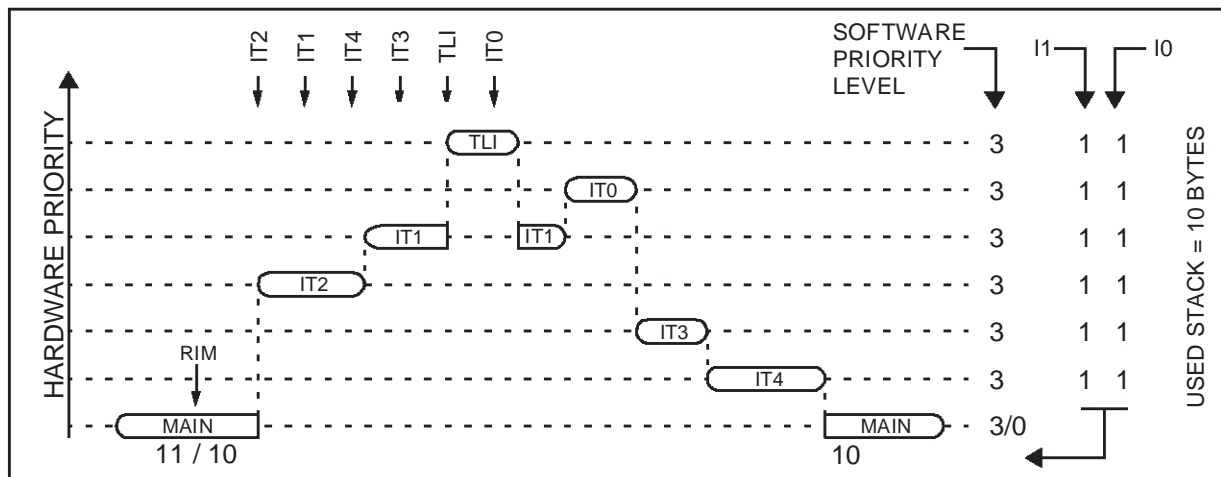 IT2
IT1
IT4
IT3
TLI
IT0
SOFTWARE
PRIORITY
LEVEL
I1
I0
HARDWARE PRIORITY
TLI
3
1 1
IT0
3
1 1
IT1
IT1
3
1 1
IT2
3
1 1
RIM
IT3
3
1 1
IT4
3
1 1
MAIN
MAIN
3/0
11 / 10
10
USED STACK = 10 BYTES